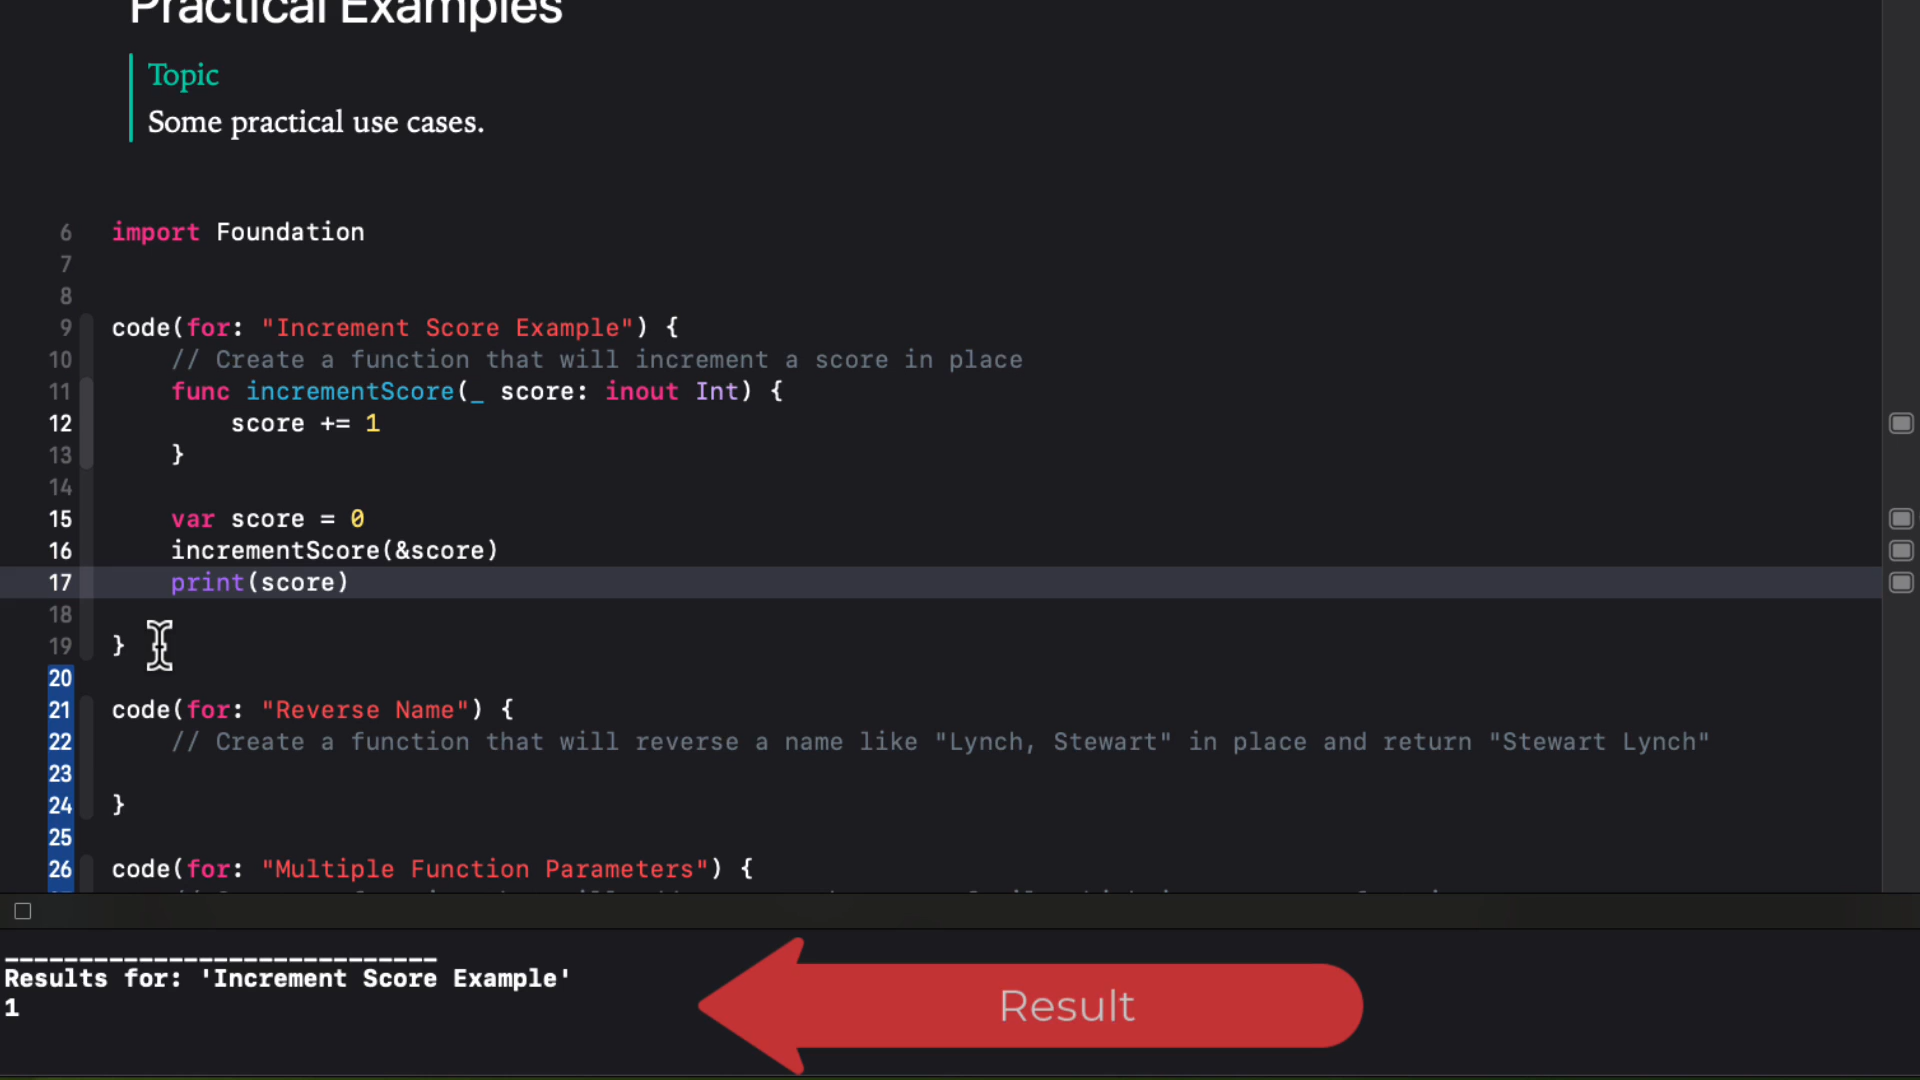 Practical Examples
Topic
Some practical use cases.
6 import Foundation
7
8
9 code(for: "Increment Score Example") {
10 // Create a function that will increment a score in place
11 func incrementScore(_ score: inout Int) {
12 score += 1
13 }
14
15 var score = 0
16 incrementScore(&score)
17 print(score)
18
19 }
20
21 code(for: "Reverse Name") {
22 // Create a function that will reverse a name like "Lynch, Stewart" in place and return "Stewart Lynch"
23
24 }
25
26 code(for: "Multiple Function Parameters") {
Results for: 'Increment Score Example'
1
Result